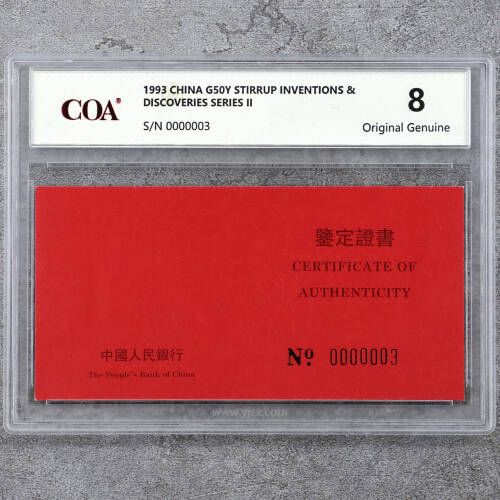 COA®
1993 CHINA G50Y STIRRUP INVENTIONS &
DISCOVERIES SERIES II
S/N 0000003
8
Original Genuine
鑒定證書
CERTIFICATE OF
AUTHENTICITY
中國人民銀行
The People's Bank of China
№ 0000003